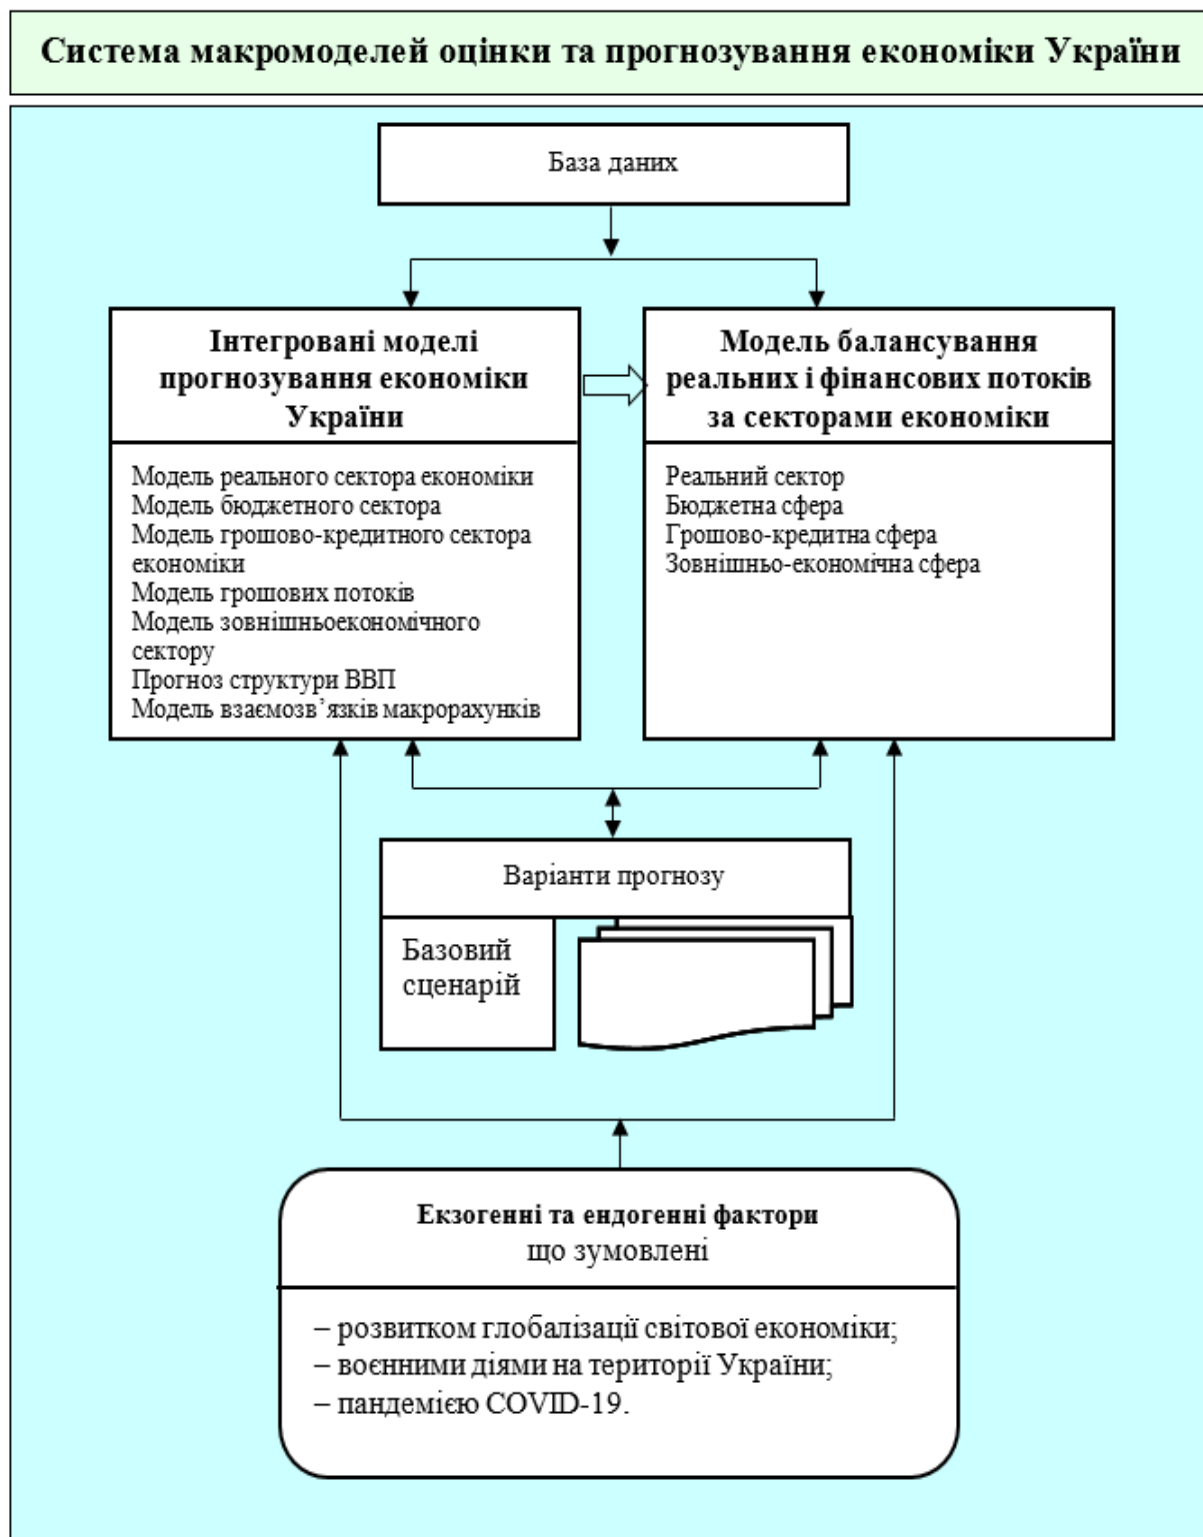 Система макромоделей оцінки та прогнозування економіки України
База даних
Інтегровані моделі
прогнозування економіки
України
Модель реального сектора економіки
Модель бюджетного сектора
Модель грошово-кредитного сектора
економіки
Модель грошових потоків
Модель зовнішньоекономічного
сектору
Прогноз структури ВВП
Модель взаємозв’язків макрорахунків
Модель балансування
реальних і фінансових потоків
за секторами економіки
Реальний сектор
Бюджетна сфера
Грошово-кредитна сфера
Зовнішньо-економічна сфера
Варіанти прогнозу
Базовий
сценарій
Екзогенні та ендогенні фактори
що зумовлені
– розвитком глобалізації світової економіки;
– воєнними діями на території України;
– пандемією COVID-19.